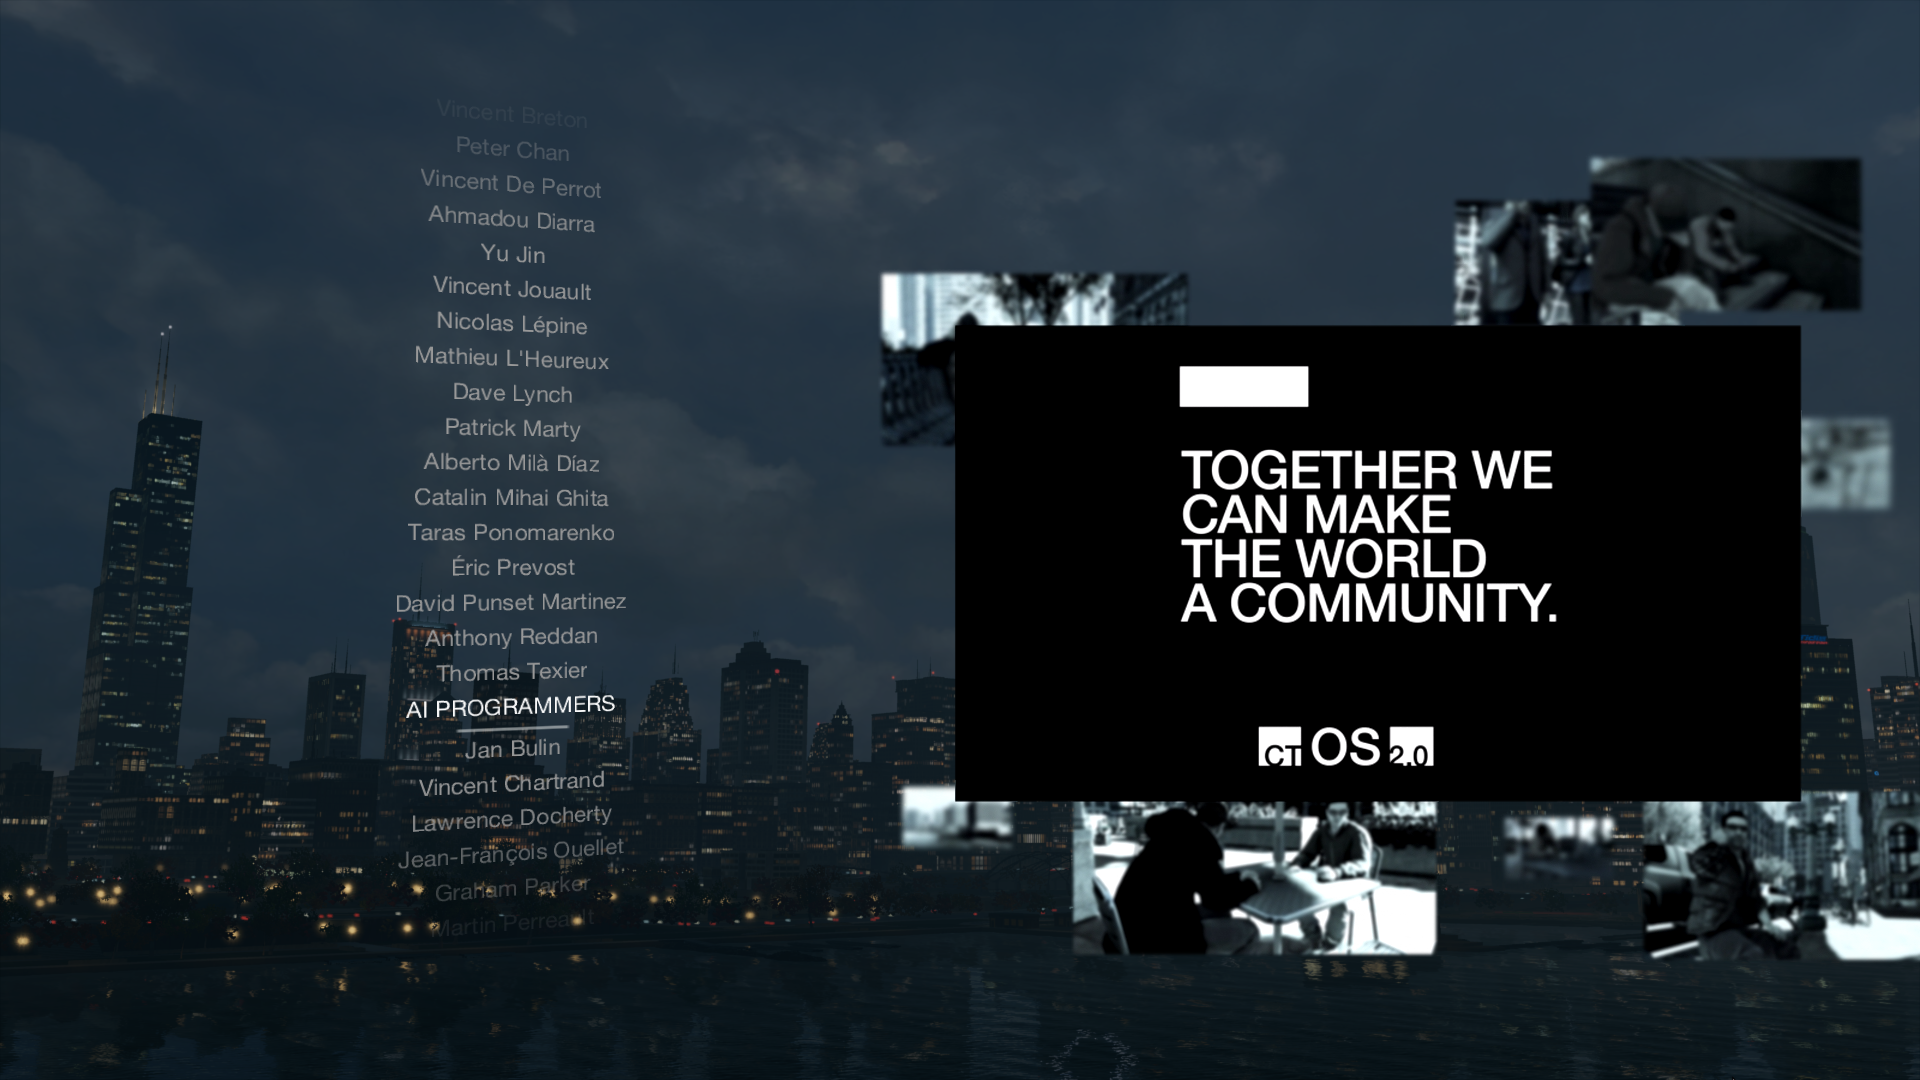 Vincent Breton
Peter Chan
Vincent De Perrot
Ahmadou Diarra
Yu Jin
Vincent Jouault
Nicolas Lépine
Mathieu L'Heureux
Dave Lynch
Patrick Marty
Alberto Milà Díaz
Catalin Mihai Ghita
Taras Ponomarenko
Éric Prevost
David Punset Martinez
Anthony Reddan
Thomas Texier
AI PROGRAMMERS
Jan Bulin
Vincent Chartrand
Lawrence Docherty
Jean-François Ouellet
Graham Parker
Martin Perreault
TOGETHER WE
CAN MAKE
THE WORLD
A COMMUNITY.
CT OS 2.0